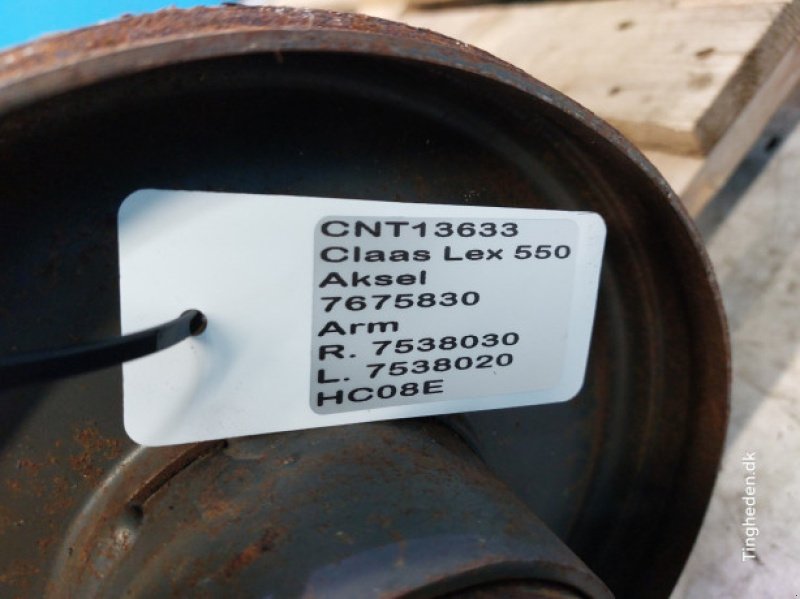 CNT13633
Claas Lex 550
Aksel
7675830
Arm
R. 7538030
L. 7538020
HC08E
Tingheden.dk